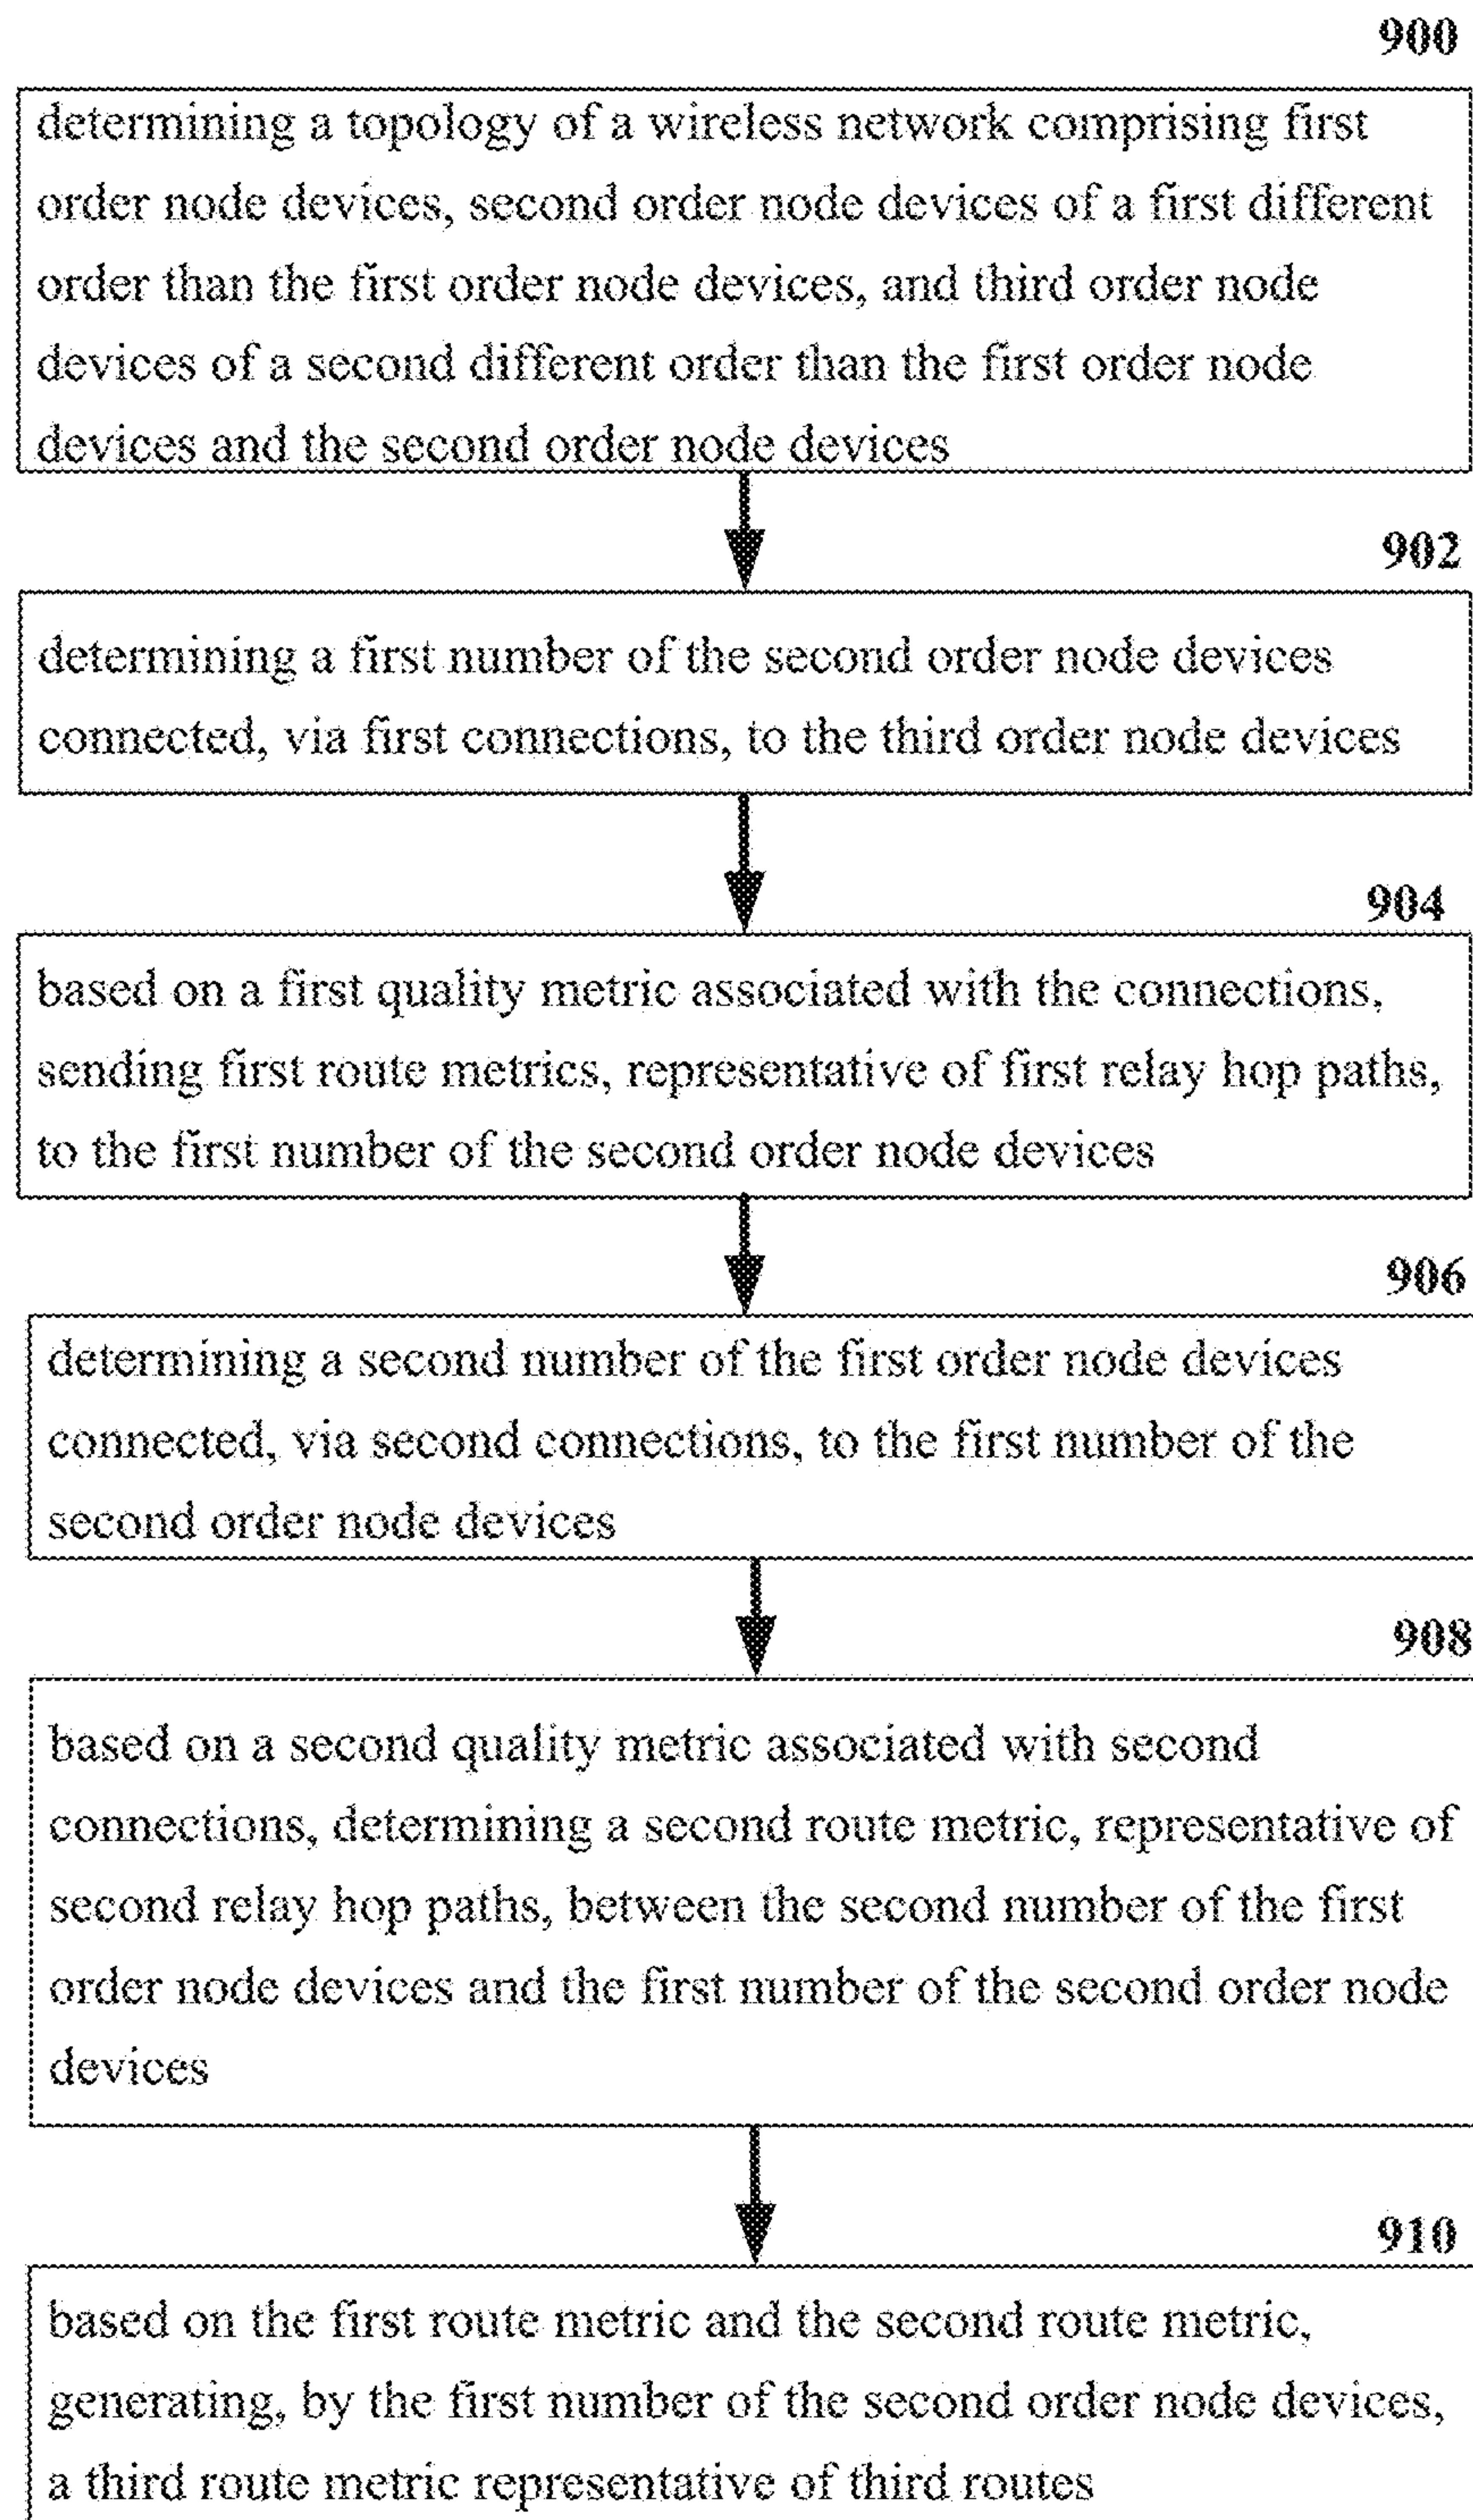 900
determining a topology of a wireless network comprising first
order node devices, second order node devices of a first different
order than the first order node devices, and third order node
devices of a second different order than the first order node
devices and the second order node devices
902
determining a first number of the second order node devices
connected, via first connections, to the third order node devices
904
based on a first quality metric associated with the connections,
sending first route metrics, representative of first relay hop paths,
to the first number of the second order node devices
906
determining a second number of the first order node devices
connected, via second connections, to the first number of the
second order node devices
908
based on a second quality metric associated with second
connections, determining a second route metric, representative of
second relay hop paths, between the second number of the first
order node devices and the first number of the second order node
devices
910
based on the first route metric and the second route metric,
generating, by the first number of the second order node devices,
a third route metric representative of third routes